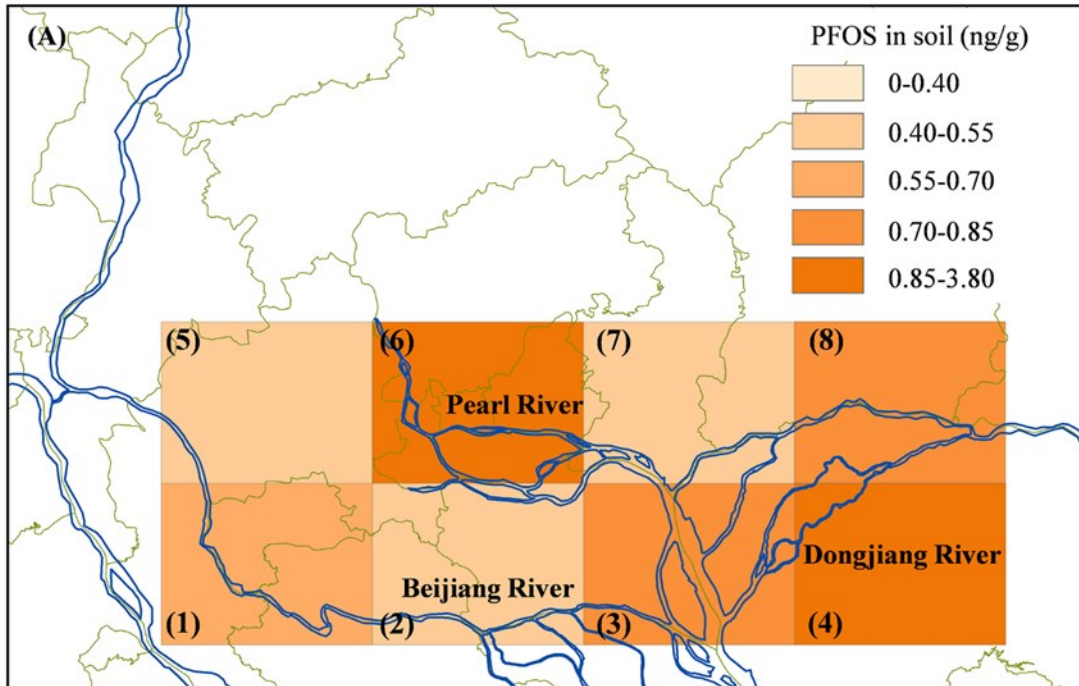 (A)
PFOS in soil (ng/g)
0-0.40
0.40-0.55
0.55-0.70
0.70-0.85
0.85-3.80
(5)
(6)
(7)
(8)
Pearl River
Dongjiang River
Beijiang River
(1)
(2)
(3)
(4)